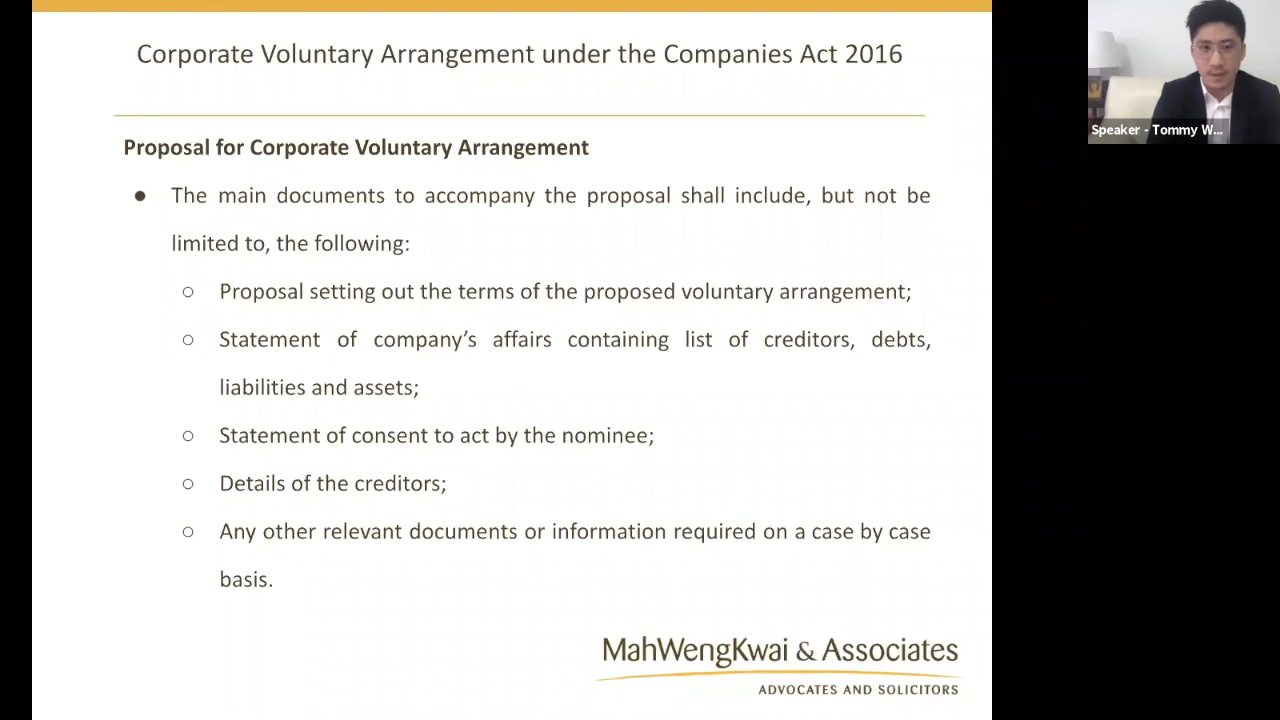 Corporate Voluntary Arrangement under the Companies Act 2016
Speaker - Tommy W...
Proposal for Corporate Voluntary Arrangement
● The main documents to accompany the proposal shall include, but not be
limited to, the following:
○ Proposal setting out the terms of the proposed voluntary arrangement;
○ Statement of company’s affairs containing list of creditors, debts,
liabilities and assets;
○ Statement of consent to act by the nominee;
○ Details of the creditors;
○ Any other relevant documents or information required on a case by case
basis.
MahWengKwai & Associates
ADVOCATES AND SOLICITORS